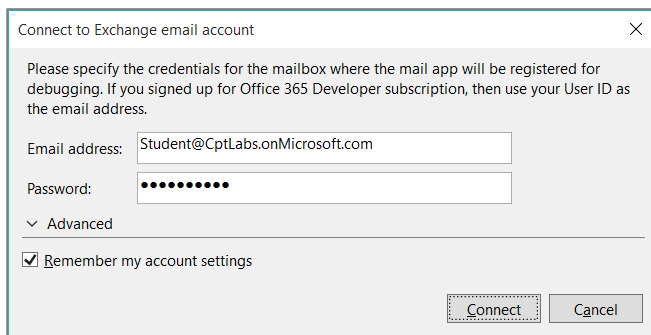 Connect to Exchange email account
Please specify the credentials for the mailbox where the mail app will be registered for
debugging. If you signed up for Office 365 Developer subscription, then use your User ID as
the email address.
Email address: Student@CptLabs.onMicrosoft.com
Password: ●●●●●●●●●●
Advanced
Remember my account settings
Connect Cancel